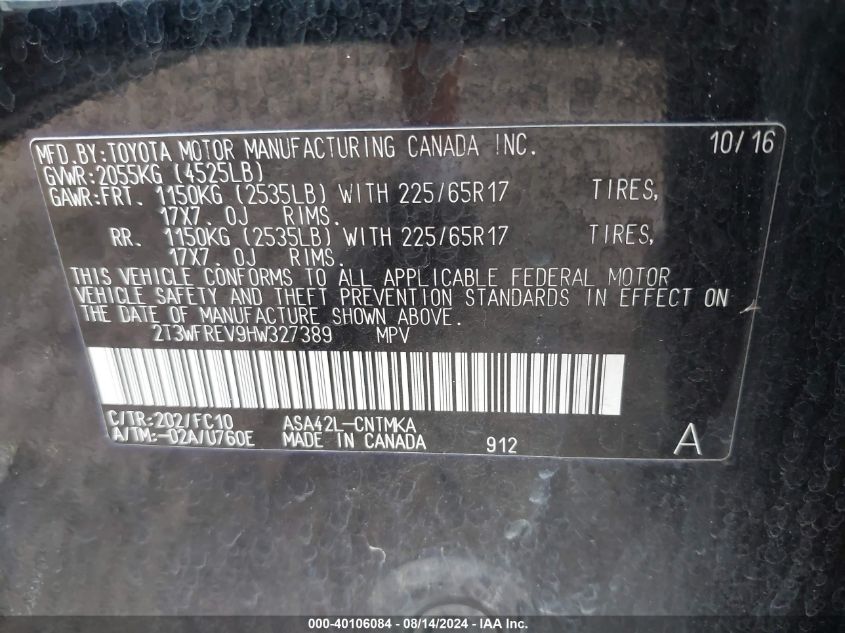 MFD.BY:TOYOTA MOTOR MANUFACTURING CANADA INC. 10/16
GVWR:2055KG (4525LB)
GAWR:FRT. 1150KG (2535LB) WITH 225/65R17 TIRES,
17X7.0J RIMS.
RR. 1150KG (2535LB) WITH 225/65R17 TIRES,
17X7.0J RIMS.
THIS VEHICLE CONFORMS TO ALL APPLICABLE FEDERAL MOTOR
VEHICLE SAFETY AND THEFT PREVENTION STANDARDS IN EFFECT ON
THE DATE OF MANUFACTURE SHOWN ABOVE.
2T3WFREV9HW327389 MPV
C/TR:202/FC10 ASA42L-CNTMKA
A/TM:-02A/U760E MADE IN CANADA 912 A
000-40106084 - 08/14/2024 - IAA Inc.